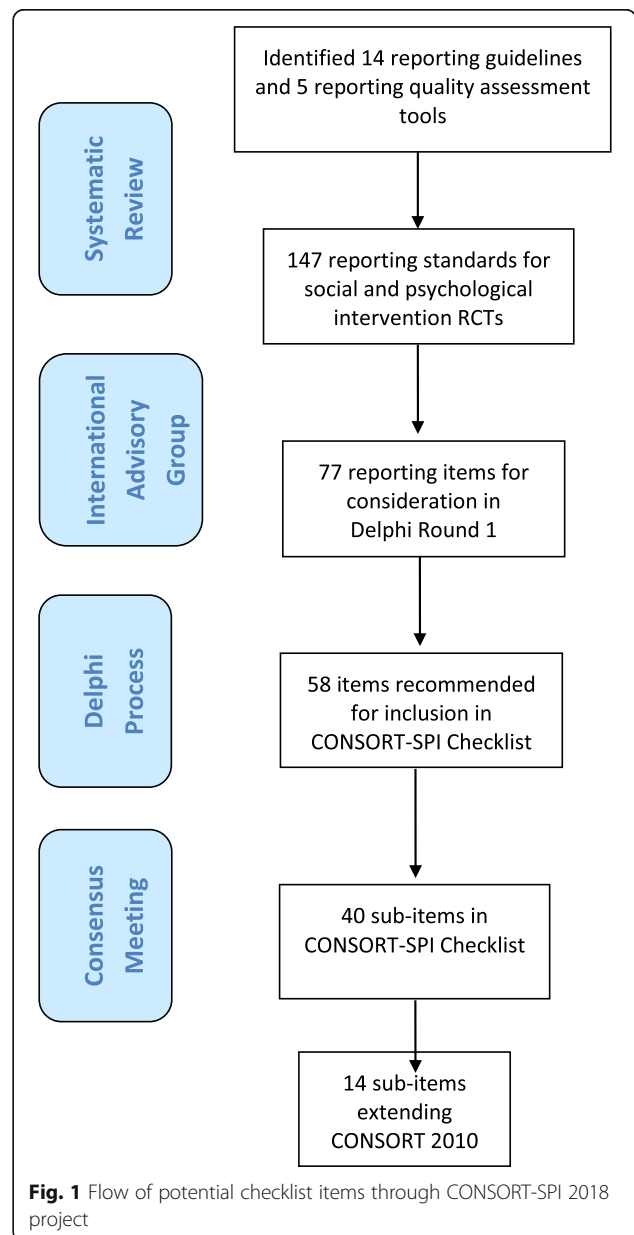 Identified 14 reporting guidelines
and 5 reporting quality assessment
tools
Systematic
Review
147 reporting standards for
social and psychological
intervention RCTs
International
Advisory
Group
77 reporting items for
consideration in
Delphi Round 1
Delphi
Process
58 items recommended
for inclusion in
CONSORT-SPI Checklist
Consensus
Meeting
40 sub-items in
CONSORT-SPI Checklist
14 sub-items
extending
CONSORT 2010
Fig. 1 Flow of potential checklist items through CONSORT-SPI 2018
project